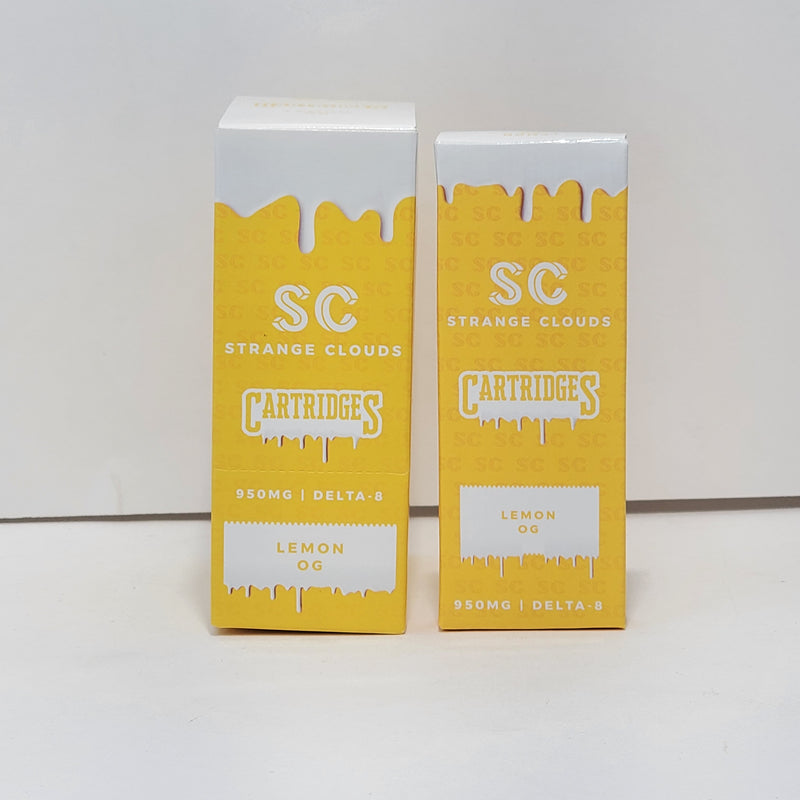 SC
STRANGE CLOUDS
CARTRIDGES
950MG | DELTA-8
LEMON
OG
SC
STRANGE CLOUDS
CARTRIDGES
LEMON
OG
950MG | DELTA-8